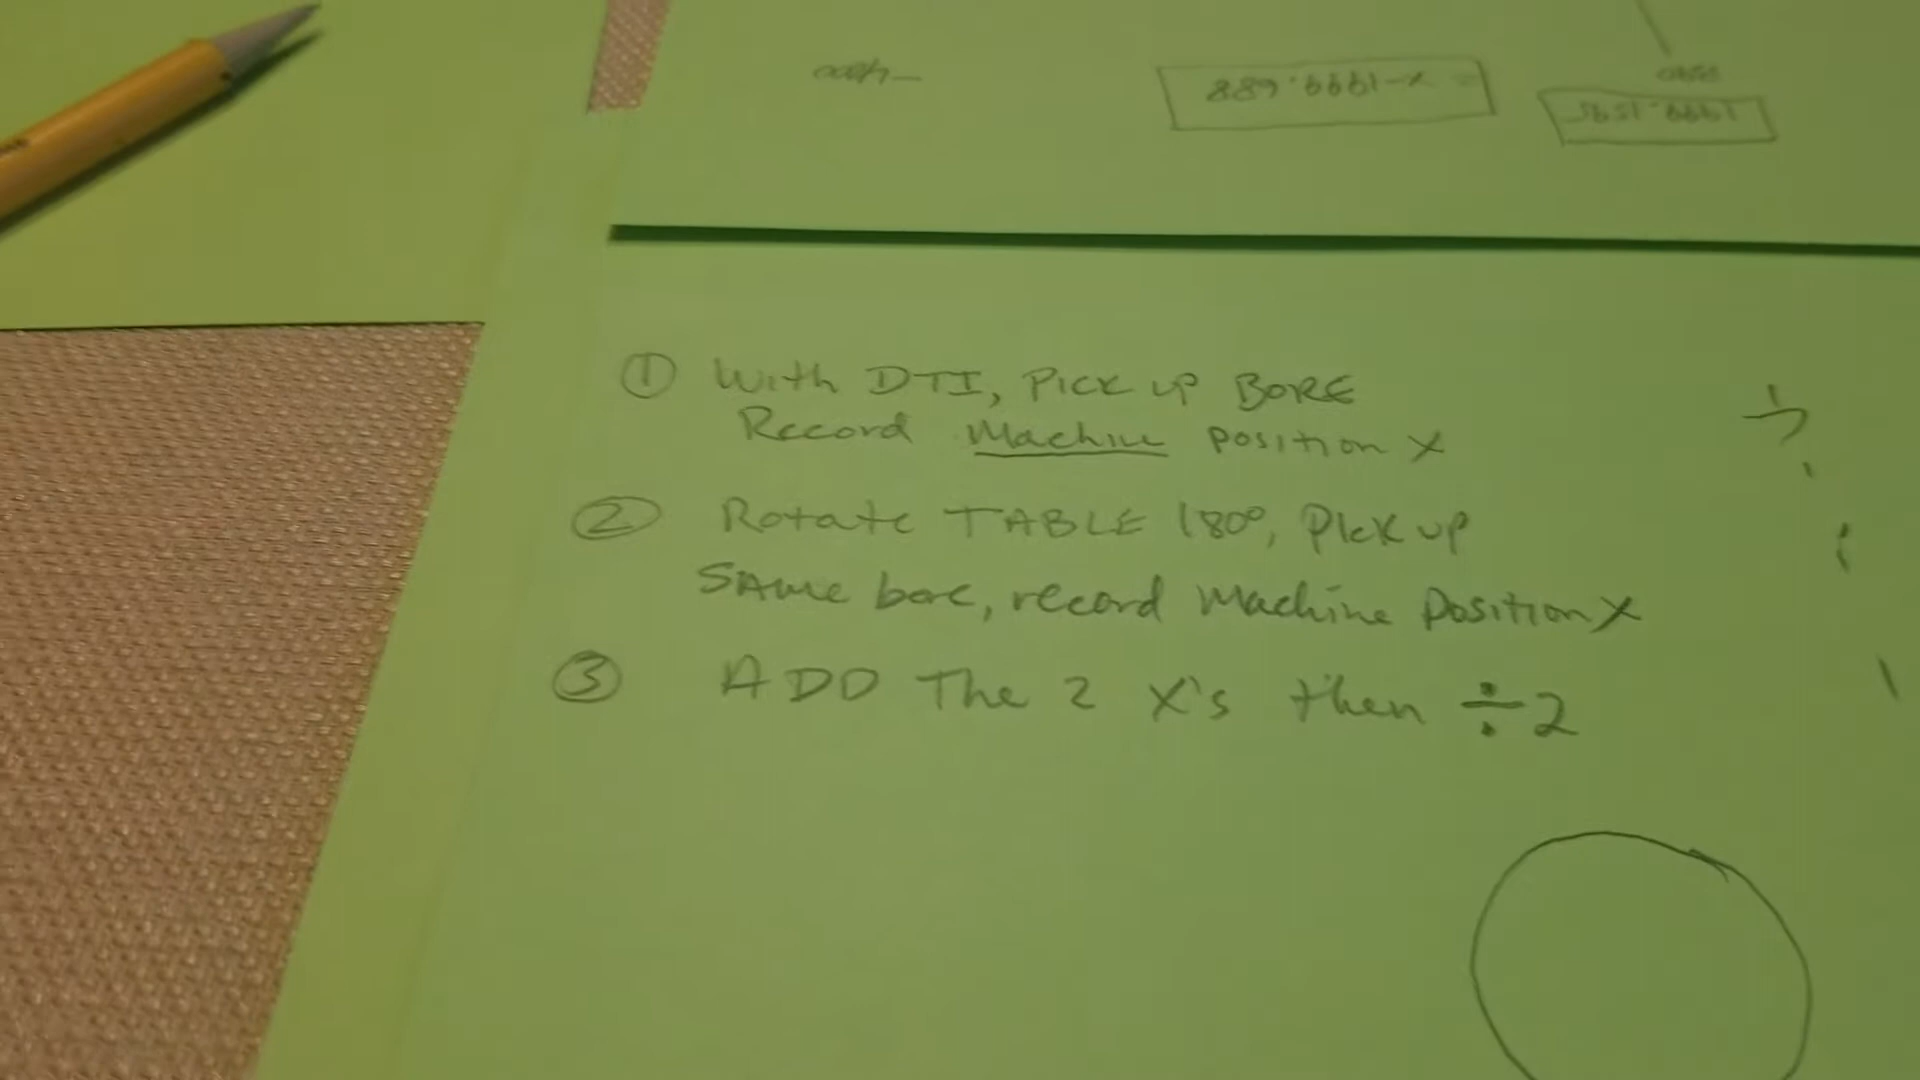 ① With DTI, PICK UP BORE
Record Machine position X
② Rotate TABLE 180°, PICK up
SAMe bore, record Machine Position X
③ ADD The 2 X's then ÷2